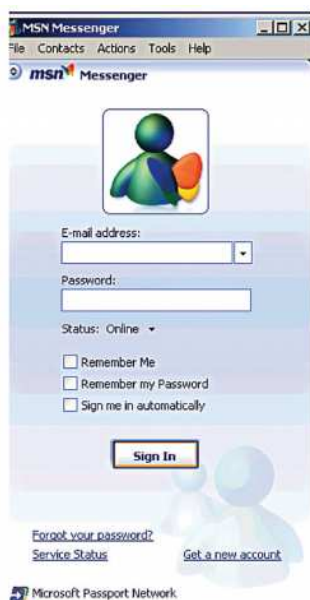 MSN Messenger
File Contacts Actions Tools Help
msn Messenger
E-mail address:
Password:
Status: Online
Remember Me
Remember my Password
Sign me in automatically
Sign In
Forgot your password?
Service Status Get a new account
Microsoft Passport Network